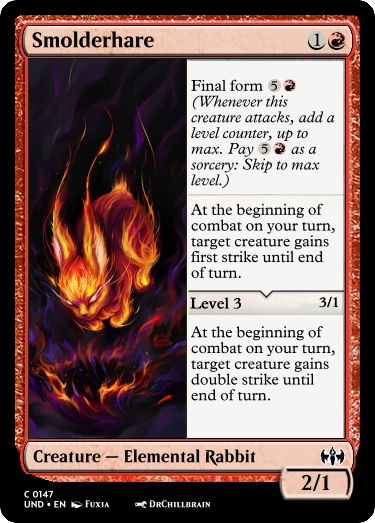 Smolderhare 1
Final form 5
(Whenever this
creature attacks, add a
level counter, up to
max. Pay 5 as a
sorcery: Skip to max
level.)
At the beginning of
combat on your turn,
target creature gains
first strike until end
of turn.
Level 3 3/1
At the beginning of
combat on your turn,
target creature gains
double strike until
end of turn.
Creature — Elemental Rabbit
2/1
C 0147
UND • EN Fuxia DrChillbrain